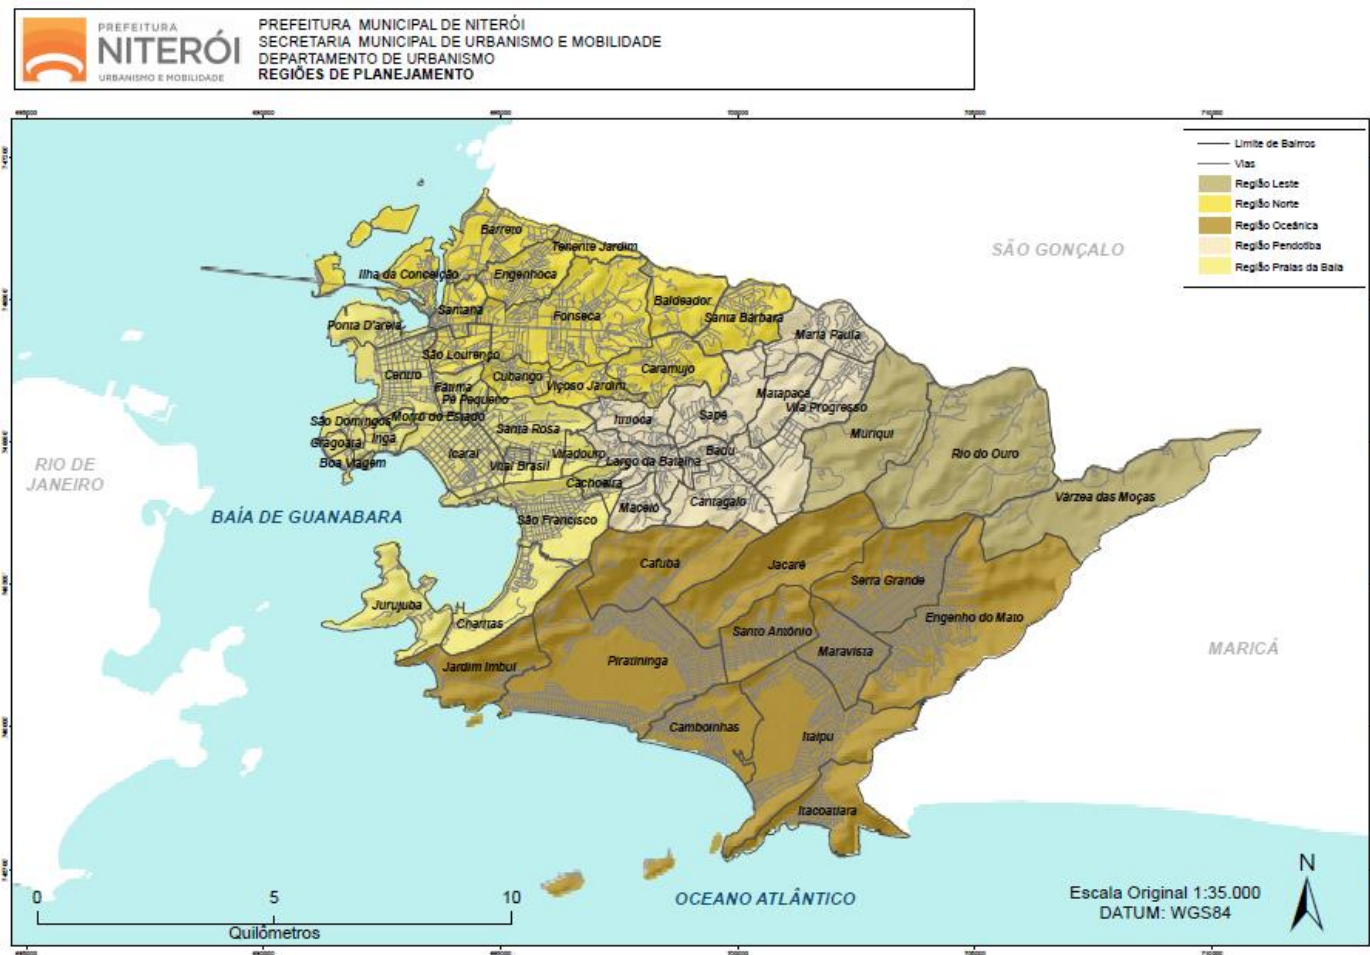 PREFEITURA
NITERÓI
URBANISMO E MOBILIDADE
PREFEITURA MUNICIPAL DE NITERÓI
SECRETARIA MUNICIPAL DE URBANISMO E MOBILIDADE
DEPARTAMENTO DE URBANISMO
REGIÕES DE PLANEJAMENTO
Limite de Bairros
Vias
Região Leste
Região Norte
Região Oceânica
Região Pendotiba
Região Praias da Baía
SÃO GONÇALO
Barreto
Tenente Jardim
Ilha da Conceição
Engenhoca
Baldeador
Santana
Fonseca
Santa Bárbara
Ponta D'areia
Maria Paula
São Lourenço
Centro
Cubango
Caramujo
Fátima
Viçoso Jardim
Pé Pequeno
Matapaca
Vila Progresso
São Domingos
Morro do Estado
Ititioca
Sapê
Gragoatá
Ingá
Santa Rosa
Muriqui
Boa Viagem
Icaraí
Vital Brasil
Viradouro
Largo da Batalha
Badu
Rio do Ouro
RIO DE
JANEIRO
Cachoeira
Várzea das Moças
BAÍA DE GUANABARA
São Francisco
Maceió
Cantagalo
Cafubá
Jacaré
Serra Grande
Jurujuba
Charitas
Santo Antônio
Engenho do Mato
Jardim Imbuí
Piratininga
Maravista
MARICÁ
Camboinhas
Itaipu
Itacoatiara
OCEANO ATLÂNTICO
0 5 10
Quilômetros
Escala Original 1:35.000
DATUM: WGS84
N